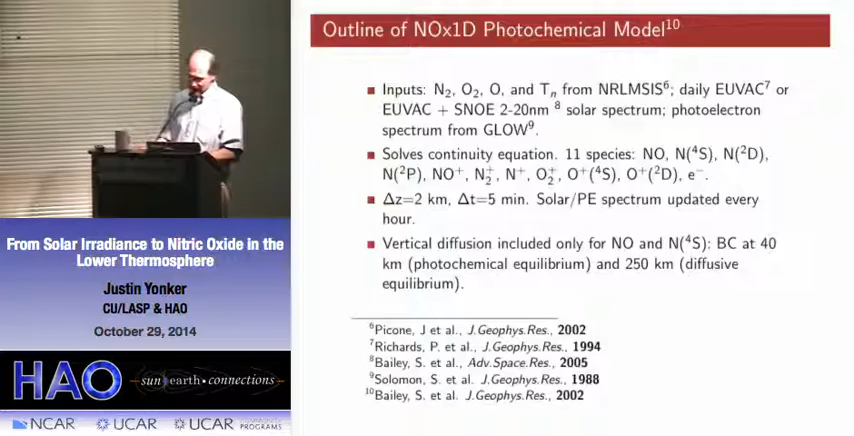 Outline of NOx1D Photochemical Model¹⁰
Inputs: N₂, O₂, O, and Tₙ from NRLMSIS⁶; daily EUVAC⁷ or
EUVAC + SNOE 2-20nm ⁸ solar spectrum; photoelectron
spectrum from GLOW⁹.
Solves continuity equation. 11 species: NO, N(⁴S), N(²D),
N(²P), NO⁺, N₂⁺, N⁺, O₂⁺, O⁺(⁴S), O⁺(²D), e⁻.
Δz=2 km, Δt=5 min. Solar/PE spectrum updated every
hour.
Vertical diffusion included only for NO and N(⁴S): BC at 40
km (photochemical equilibrium) and 250 km (diffusive
equilibrium).
⁶Picone, J et al., J.Geophys.Res., 2002
⁷Richards, P. et al., J.Geophys.Res., 1994
⁸Bailey, S. et al., Adv.Space.Res., 2005
⁹Solomon, S. et al. J.Geophys.Res., 1988
¹⁰Bailey, S. et al. J.Geophys.Res., 2002
From Solar Irradiance to Nitric Oxide in the
Lower Thermosphere
Justin Yonker
CU/LASP & HAO
October 29, 2014
HAO sun earth • connections
NCAR UCAR UCAR PROGRAMS